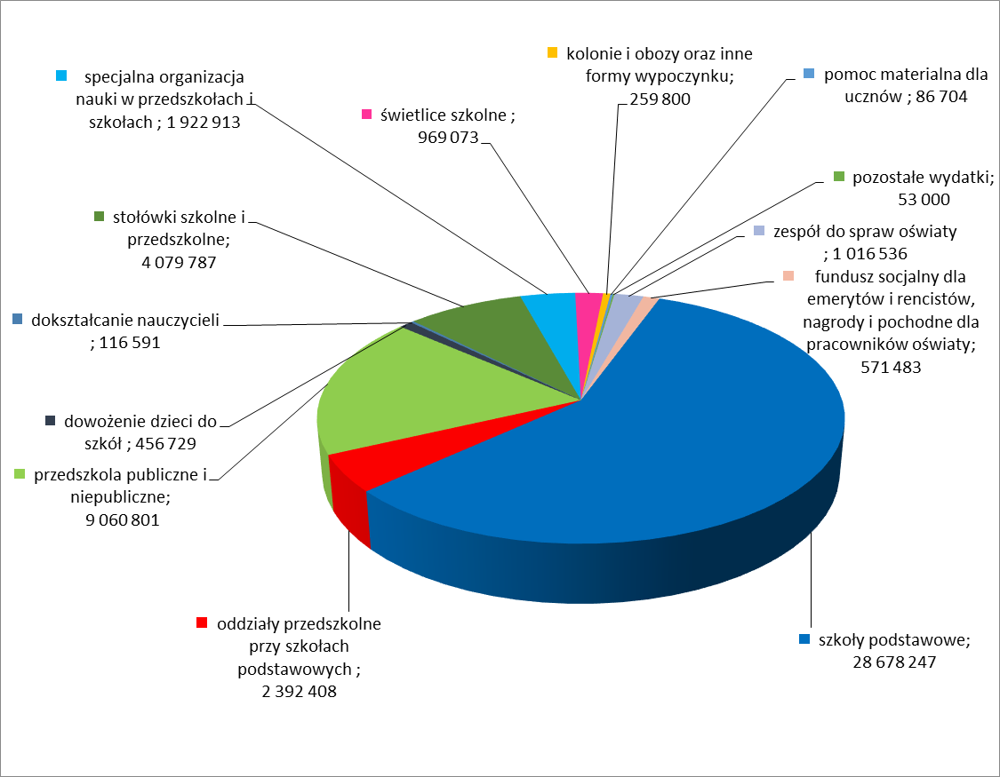 kolonie i obozy oraz inne
formy wypoczynku;
259 800
pomoc materialna dla
ucznów ; 86 704
specjalna organizacja
nauki w przedszkołach i
szkołach ; 1 922 913
świetlice szkolne ;
969 073
pozostałe wydatki;
53 000
stołówki szkolne i
przedszkolne;
4 079 787
zespół do spraw oświaty
; 1 016 536
fundusz socjalny dla
emerytów i rencistów,
nagrody i pochodne dla
pracowników oświaty;
571 483
dokształcanie nauczycieli
; 116 591
dowożenie dzieci do
szkół ; 456 729
przedszkola publiczne i
niepubliczne;
9 060 801
oddziały przedszkolne
przy szkołach
podstawowych ;
2 392 408
szkoły podstawowe;
28 678 247